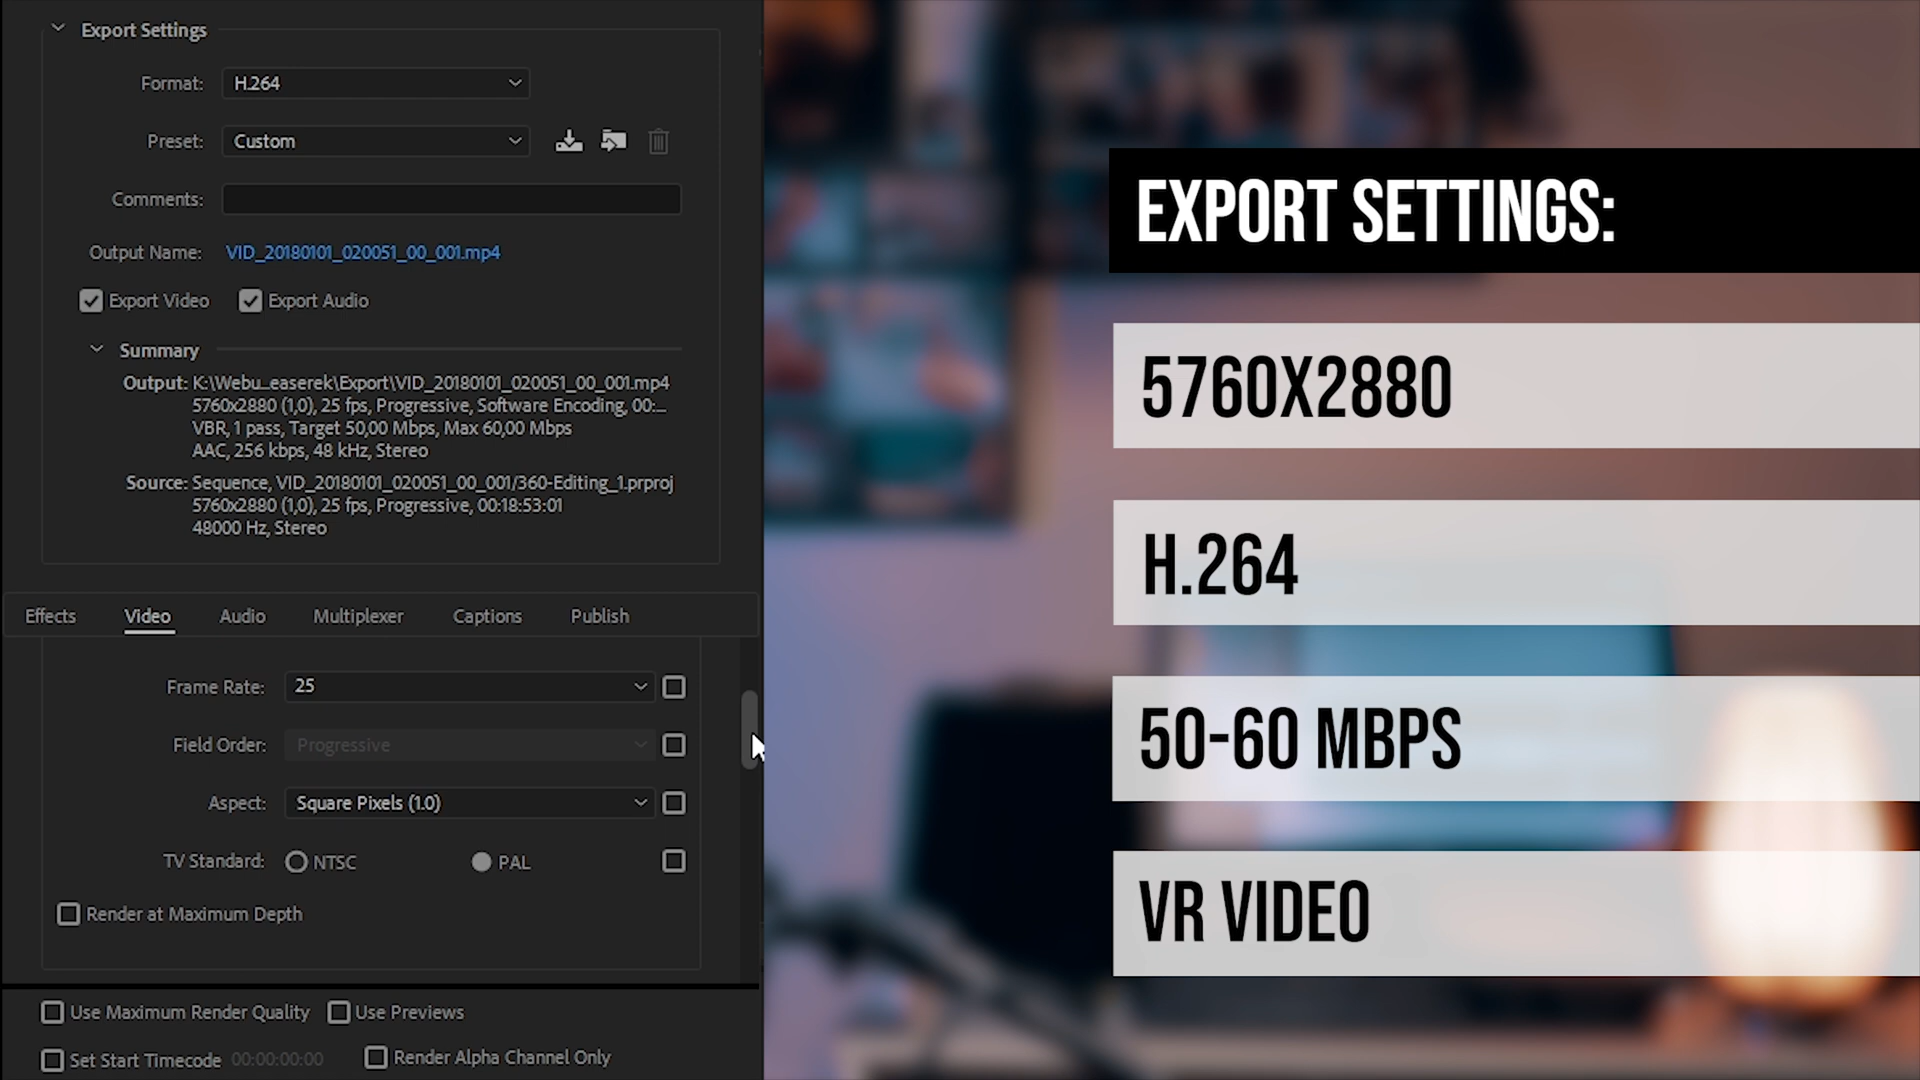 Export Settings
Format: H.264
Preset: Custom
Comments:
Output Name: VID_20180101_020051_00_001.mp4
Export Video Export Audio
Summary
Output: K:\Webu_easerek\Export\VID_20180101_020051_00_001.mp4
5760x2880 (1,0), 25 fps, Progressive, Software Encoding, 00:...
VBR, 1 pass, Target 50,00 Mbps, Max 60,00 Mbps
AAC, 256 kbps, 48 kHz, Stereo
Source: Sequence, VID_20180101_020051_00_001/360-Editing_1.prproj
5760x2880 (1,0), 25 fps, Progressive, 00:18:53:01
48000 Hz, Stereo
Effects Video Audio Multiplexer Captions Publish
Frame Rate: 25
Field Order: Progressive
Aspect: Square Pixels (1.0)
TV Standard: NTSC PAL
Render at Maximum Depth
Use Maximum Render Quality Use Previews
Set Start Timecode 00:00:00:00 Render Alpha Channel Only
EXPORT SETTINGS:
5760X2880
H.264
50-60 MBPS
VR VIDEO